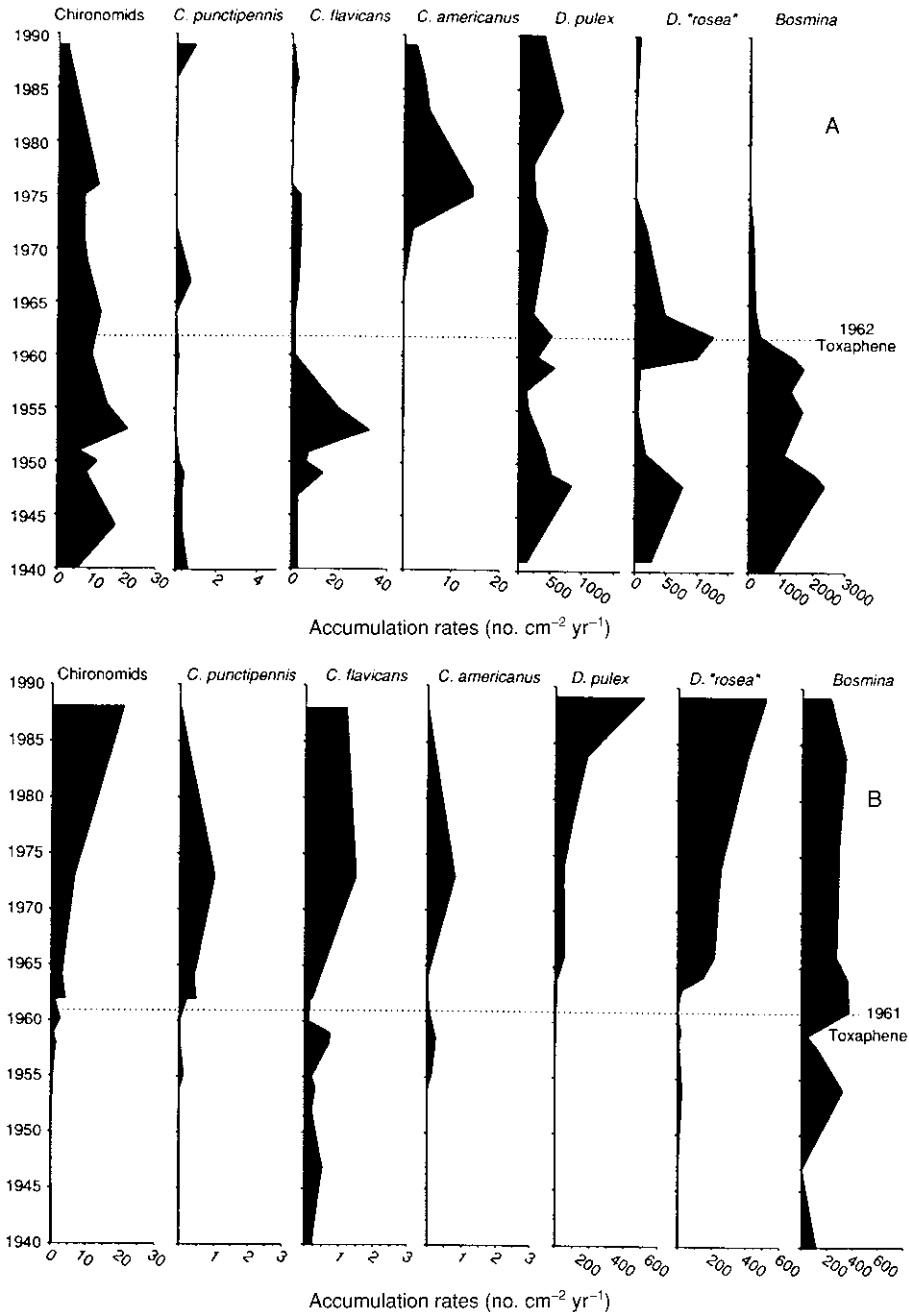 Chironomids C. punctipennis C. flavicans C. americanus D. pulex D. "rosea" Bosmina
1990
1985
1980
1975
1970
1965
1960
1955
1950
1945
1940
A
1962
Toxaphene
0 10 20 30 2 4 0 20 40 10 20 500 1000 0 500 1000 0 1000 2000 3000
Accumulation rates (no. cm⁻² yr⁻¹)
Chironomids C. punctipennis C. flavicans C. americanus D. pulex D. "rosea" Bosmina
1990
1985
1980
1975
1970
1965
1960
1955
1950
1945
1940
B
1961
Toxaphene
0 10 20 30 1 2 3 0 1 2 3 0 1 2 3 200 400 600 200 400 600 0 200 400 600
Accumulation rates (no. cm⁻² yr⁻¹)